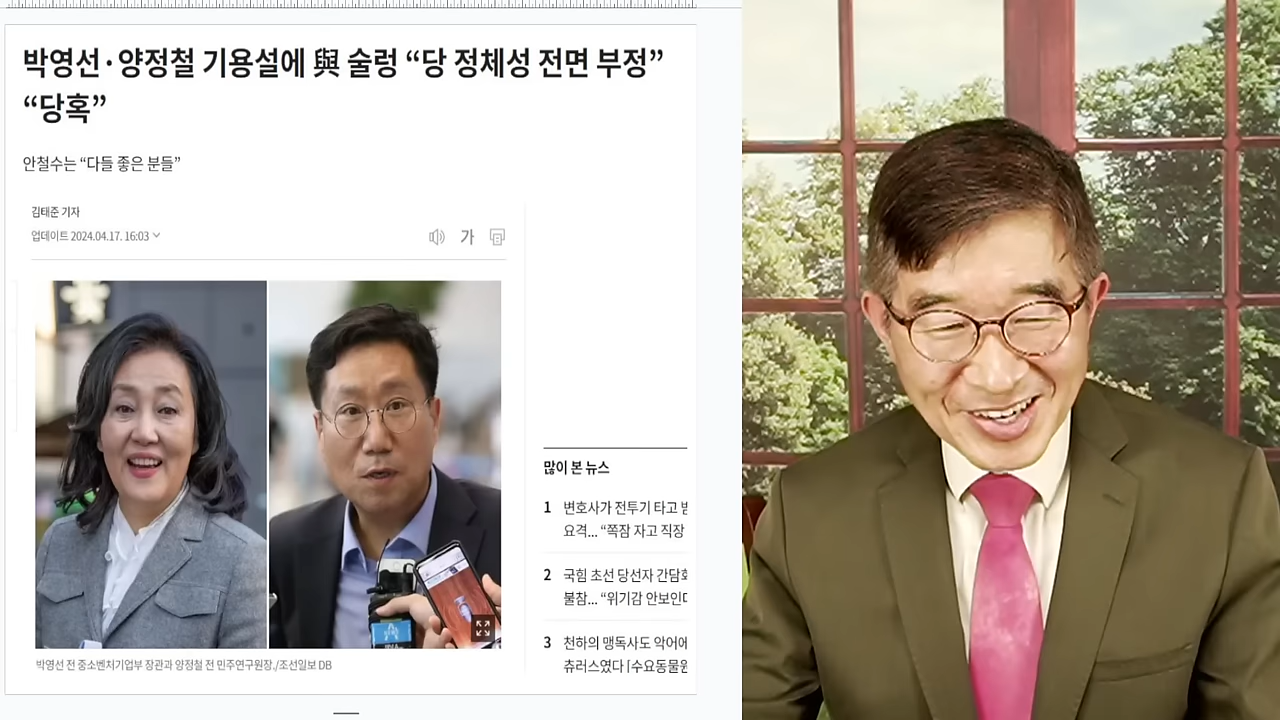 박영선·양정철 기용설에 與 술렁 “당 정체성 전면 부정”
“당혹”
안철수는 “다들 좋은 분들”
김태준 기자
업데이트 2024.04.17. 16:03
가
많이 본 뉴스
1 변호사가 전투기 타고
요격... “쪽잠 자고 직장
2 국힘 초선 당선자 간담회
불참... “위기감 안보인다
3 천하의 맹독사도 악어에
츄러스였다 [수요동물원
박영선 전 중소벤처기업부 장관과 양정철 전 민주연구원장./조선일보 DB